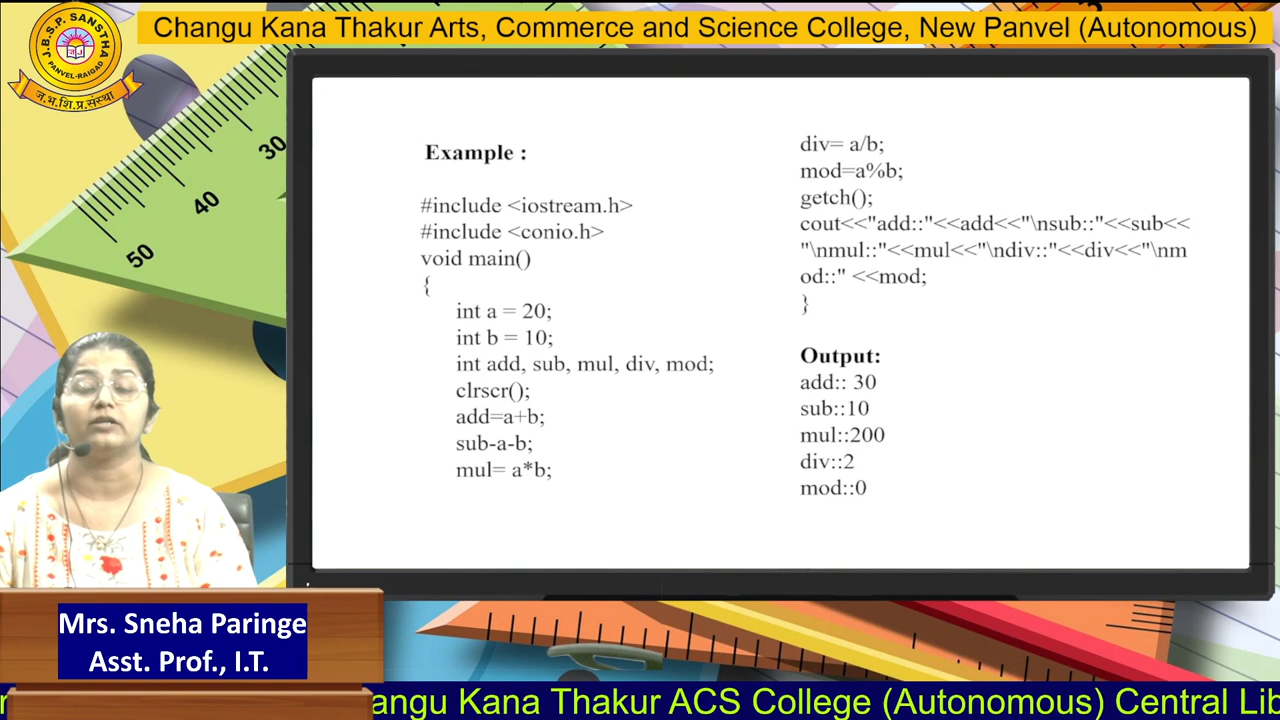 Changu Kana Thakur Arts, Commerce and Science College, New Panvel (Autonomous)
J.B.S.P. SANSTHA
PANVEL-RAIGAD
ज.भ.शि.प्र.संस्था
30
40
50
Example :
#include <iostream.h>
#include <conio.h>
void main()
{
int a = 20;
int b = 10;
int add, sub, mul, div, mod;
clrscr();
add=a+b;
sub-a-b;
mul= a*b;
div= a/b;
mod=a%b;
getch();
cout<<"add::"<<add<<"\nsub::"<<sub<<
"\nmul::"<<mul<<"\ndiv::"<<div<<"\nm
od::" <<mod;
}
Output:
add:: 30
sub::10
mul::200
div::2
mod::0
Mrs. Sneha Paringe
Asst. Prof., I.T.
angu Kana Thakur ACS College (Autonomous) Central Lib